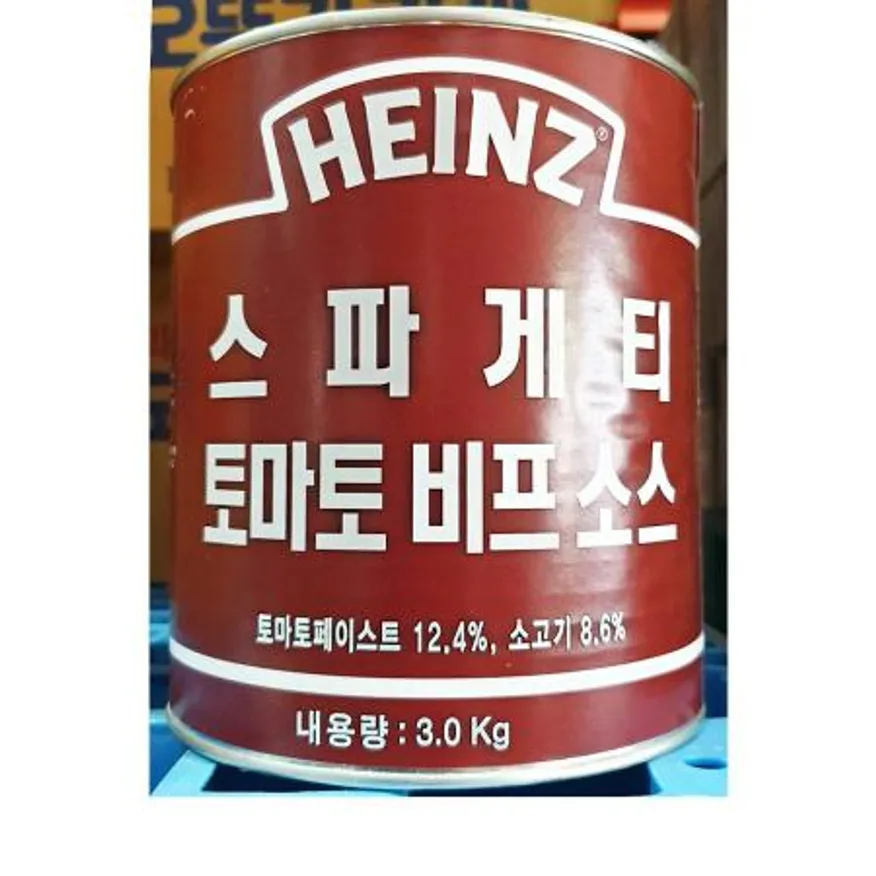 HEINZ®
스파게티
토마토 비프소스
토마토페이스트 12.4%, 소고기 8.6%
내용량 : 3.0 Kg